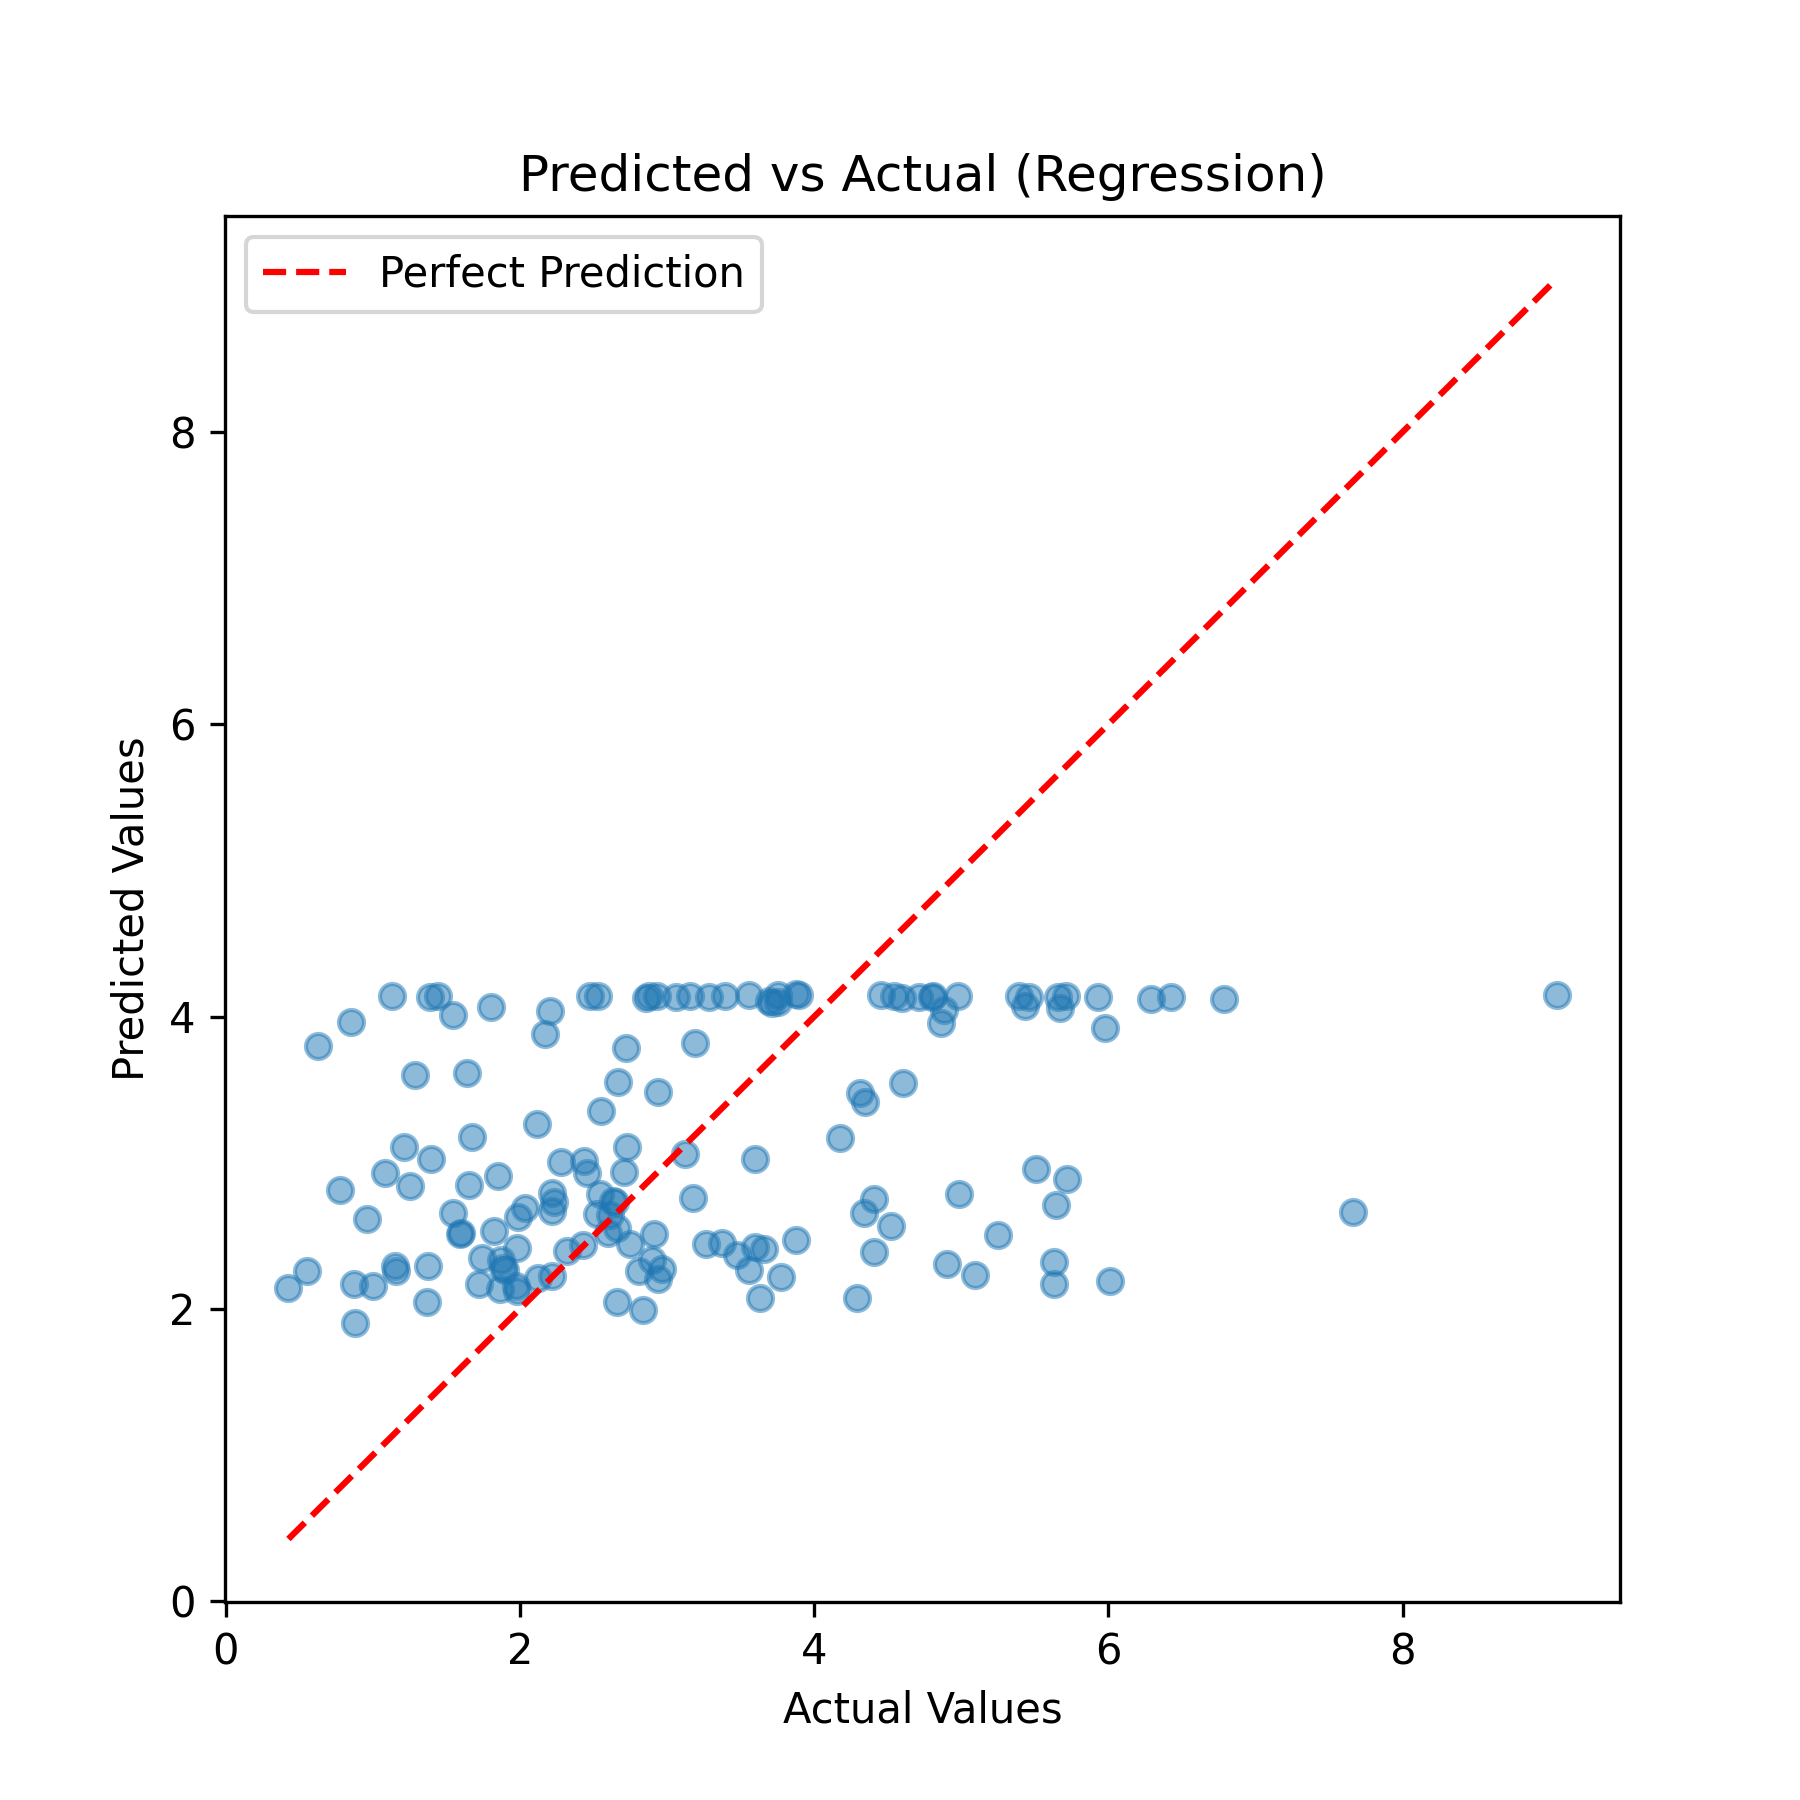 Predicted vs Actual (Regression)
Perfect Prediction
8
6
4
2
0
Predicted Values
0 2 4 6 8
Actual Values